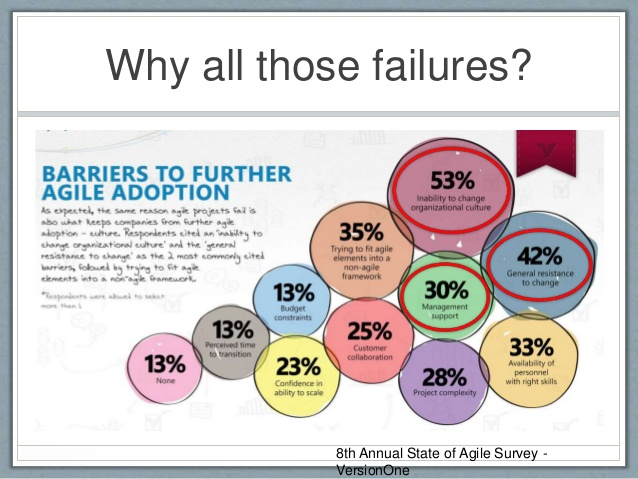 Why all those failures?
BARRIERS TO FURTHER
AGILE ADOPTION
As expected, the same reason agile projects fail is
also what keeps companies from further agile
adoption – culture. Respondents cited an 'inability to
change organizational culture' and the 'general
resistance to change' as the 2 most commonly cited
barriers, followed by trying to fit agile
elements into a non-agile framework.
*Respondents were allowed to select
more than 1.
53%
Inability to change
organizational culture
35%
Trying to fit agile
elements into a
non-agile
framework
42%
General resistance
to change
13%
Budget
constraints
30%
Management
support
13%
Perceived time
to transition
25%
Customer
collaboration
33%
Availability of
personnel
with right skills
13%
None
23%
Confidence in
ability to scale
28%
Project complexity
8th Annual State of Agile Survey -
VersionOne